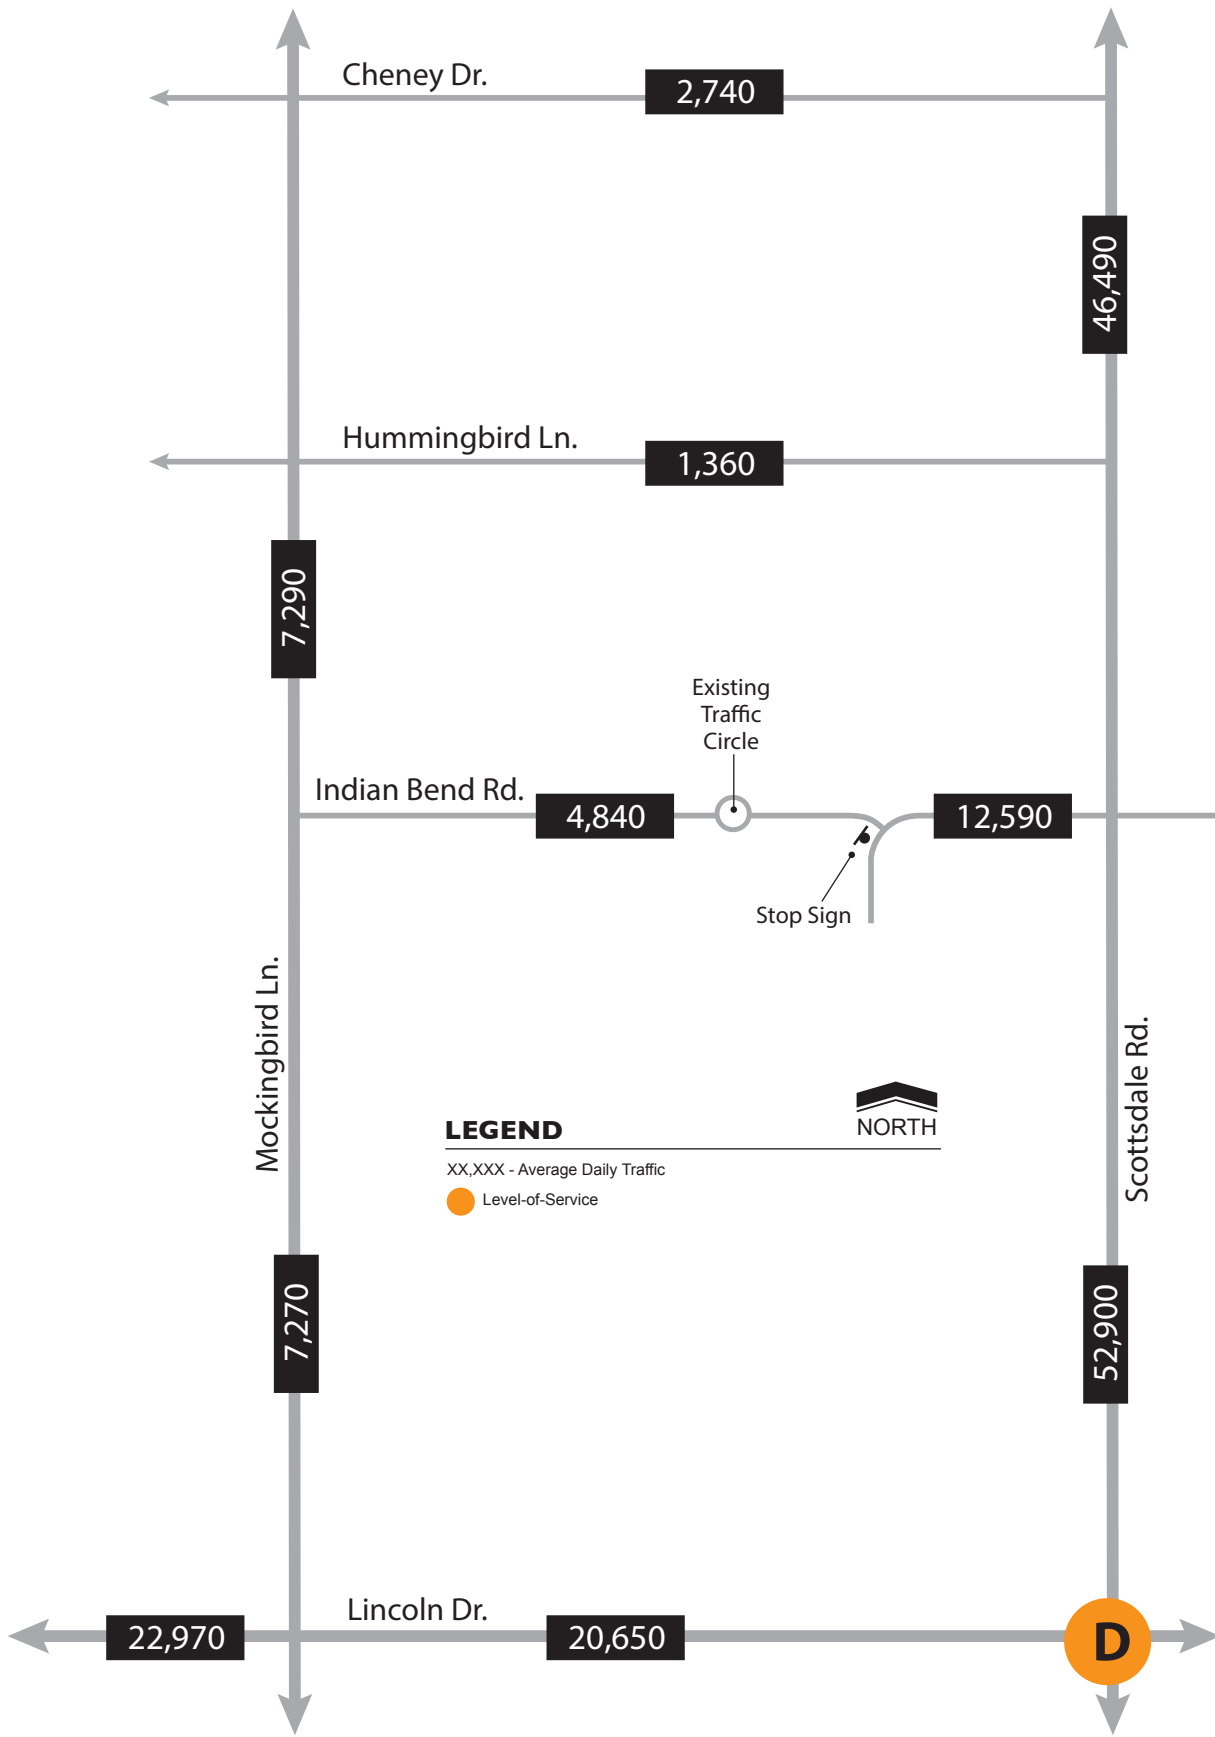 Cheney Dr.
2,740
46,490
Hummingbird Ln.
1,360
7,290
Existing
Traffic
Circle
Indian Bend Rd.
4,840
12,590
Stop Sign
Mockingbird Ln.
Scottsdale Rd.
NORTH
LEGEND
XX,XXX - Average Daily Traffic
Level-of-Service
7,270
52,900
Lincoln Dr.
22,970
20,650
D